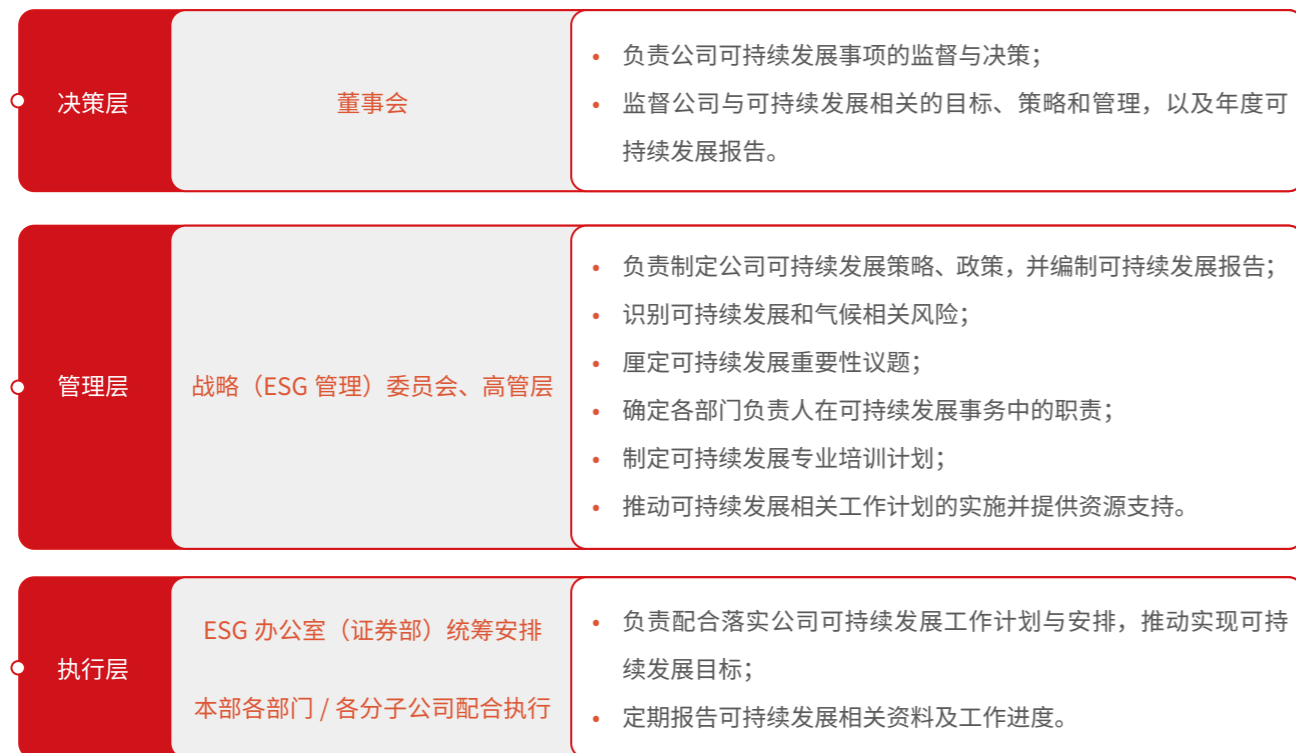 决策层
董事会
• 负责公司可持续发展事项的监督与决策；
• 监督公司与可持续发展相关的目标、策略和管理，以及年度可
持续发展报告。
管理层
战略（ESG 管理）委员会、高管层
• 负责制定公司可持续发展策略、政策，并编制可持续发展报告；
• 识别可持续发展和气候相关风险；
• 厘定可持续发展重要性议题；
• 确定各部门负责人在可持续发展事务中的职责；
• 制定可持续发展专业培训计划；
• 推动可持续发展相关工作计划的实施并提供资源支持。
执行层
ESG 办公室（证券部）统筹安排
本部各部门 / 各分子公司配合执行
• 负责配合落实公司可持续发展工作计划与安排，推动实现可持
续发展目标；
• 定期报告可持续发展相关资料及工作进度。